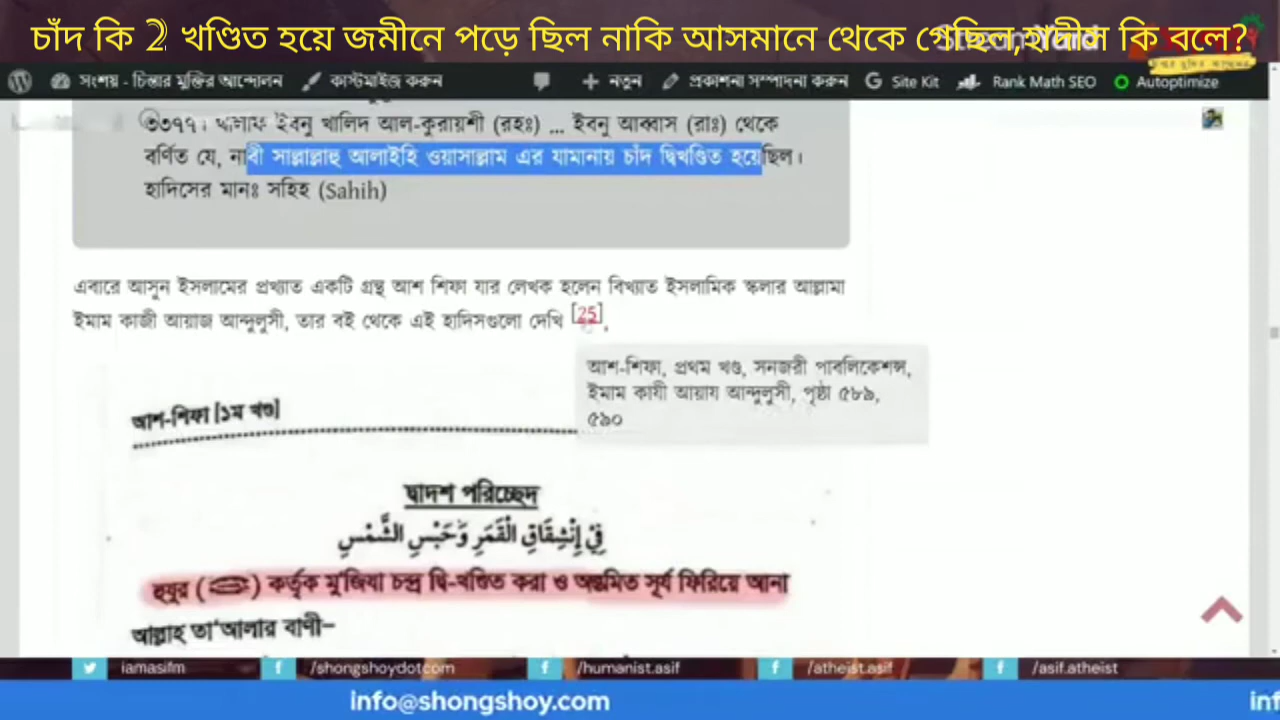 চাঁদ কি 2 খণ্ডিত হয়ে জমীনে পড়ে ছিল নাকি আসমানে থেকে গেছিল,হাদীস কি বলে?
সংশয় - চিন্তার মুক্তির আন্দোলন কাস্টমাইজ করুন নতুন প্রকাশনা সম্পাদনা করুন Site Kit Rank Math SEO Autoptimize
৩৩৭৭। খালাফ ইবনু খালিদ আল-কুরায়শী (রহঃ) ... ইবনু আব্বাস (রাঃ) থেকে
বর্ণিত যে, নাবী সাল্লাল্লাহু আলাইহি ওয়াসাল্লাম এর যামানায় চাঁদ দ্বিখণ্ডিত হয়েছিল।
হাদিসের মানঃ সহিহ (Sahih)
এবারে আসুন ইসলামের প্রখ্যাত একটি গ্রন্থ আশ শিফা যার লেখক হলেন বিখ্যাত ইসলামিক স্কলার আল্লামা
ইমাম কাজী আয়াজ আন্দুলুসী, তার বই থেকে এই হাদিসগুলো দেখি [25],
আশ-শিফা, প্রথম খণ্ড, সনজরী পাবলিকেশন্স,
ইমাম কাযী আয়ায আন্দুলুসী, পৃষ্ঠা ৫৮৯,
৫৯০
আশ-শিফা [১ম খণ্ড]
দ্বাদশ পরিচ্ছেদ
فِيْ إِنْشِقَاقِ الْقَمَرِ وَحَبْسِ الشَّمْسِ
হুযুর () কর্তৃক মু'জিযা চন্দ্র দ্বি-খণ্ডিত করা ও অস্তমিত সূর্য ফিরিয়ে আনা
আল্লাহ তা'আলার বাণী-
iamasifm /shongshoydotcom /humanist.asif /atheist.asif /asif.atheist
info@shongshoy.com inf